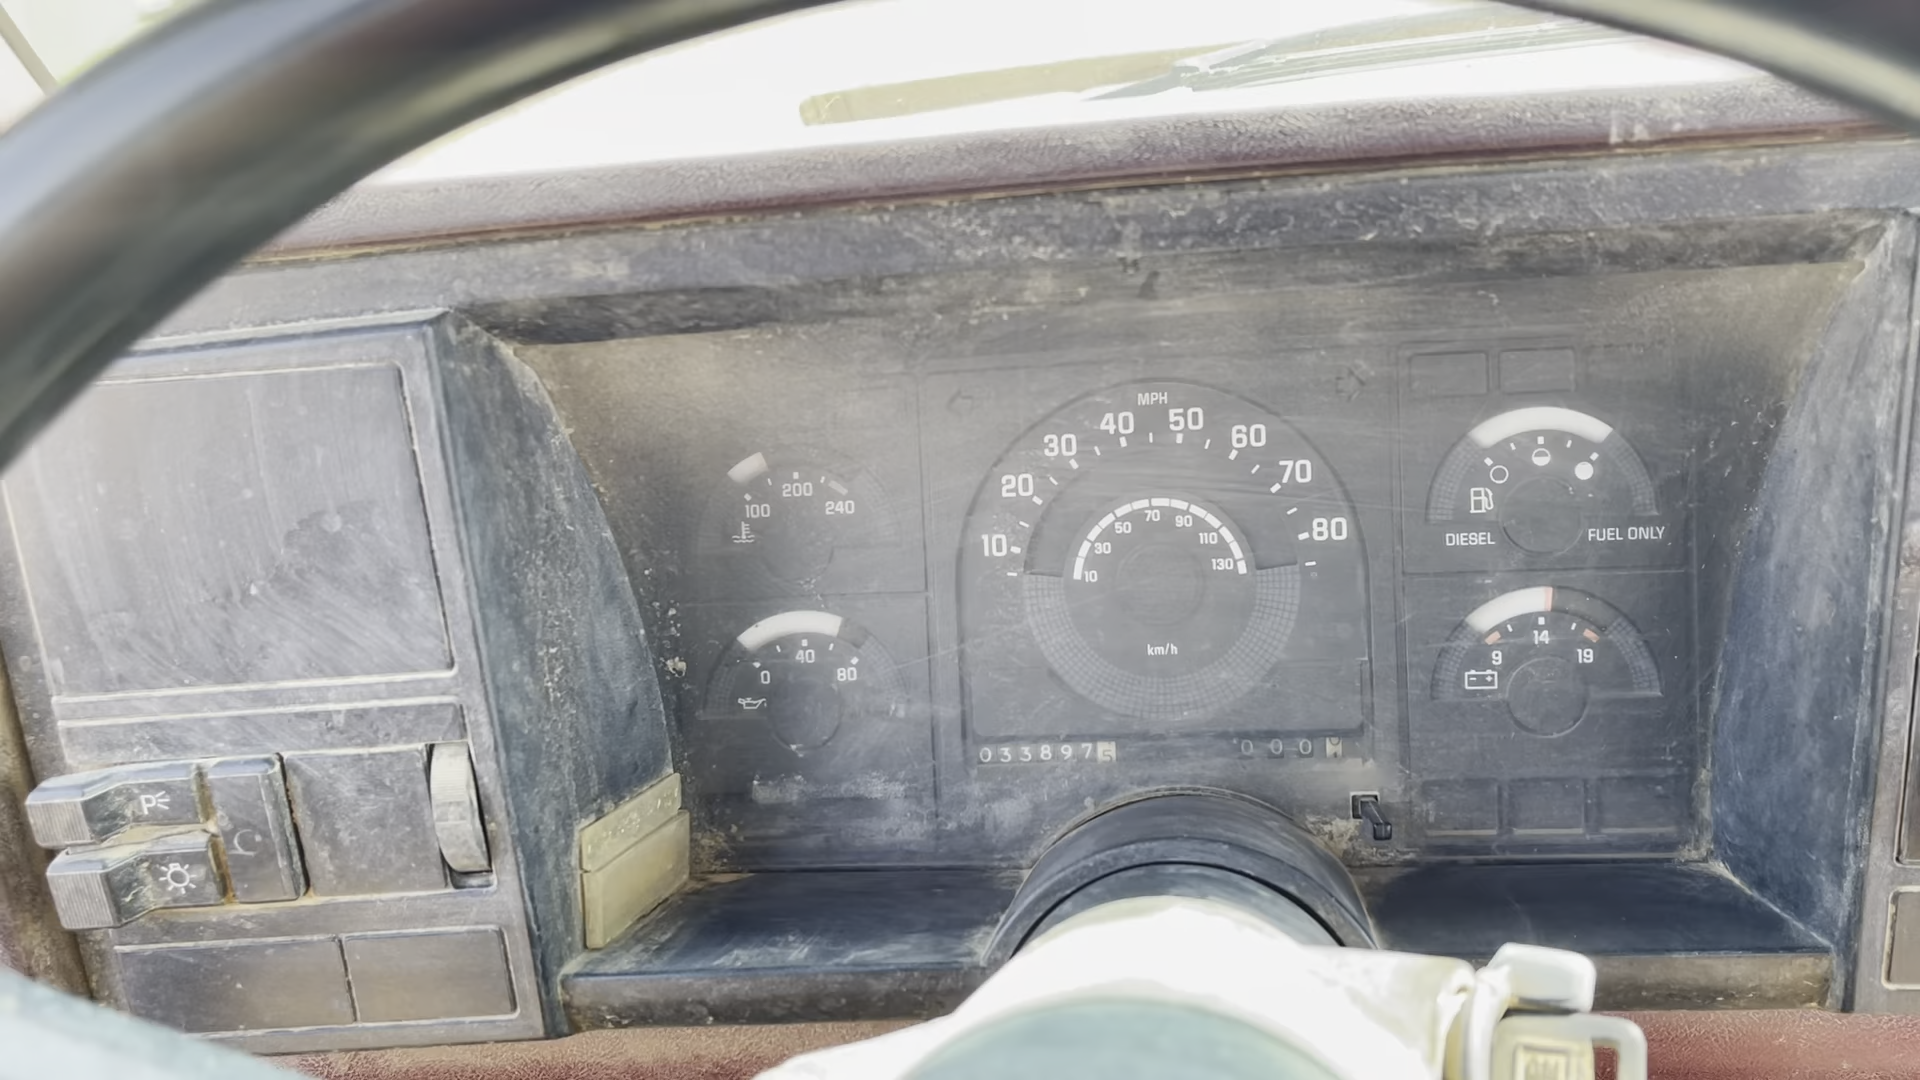 MPH
10 20 30 40 50 60 70 80
10 30 50 70 90 110 130
km/h
100 200 240
0 40 80
DIESEL FUEL ONLY
9 14 19
0338975
000
P